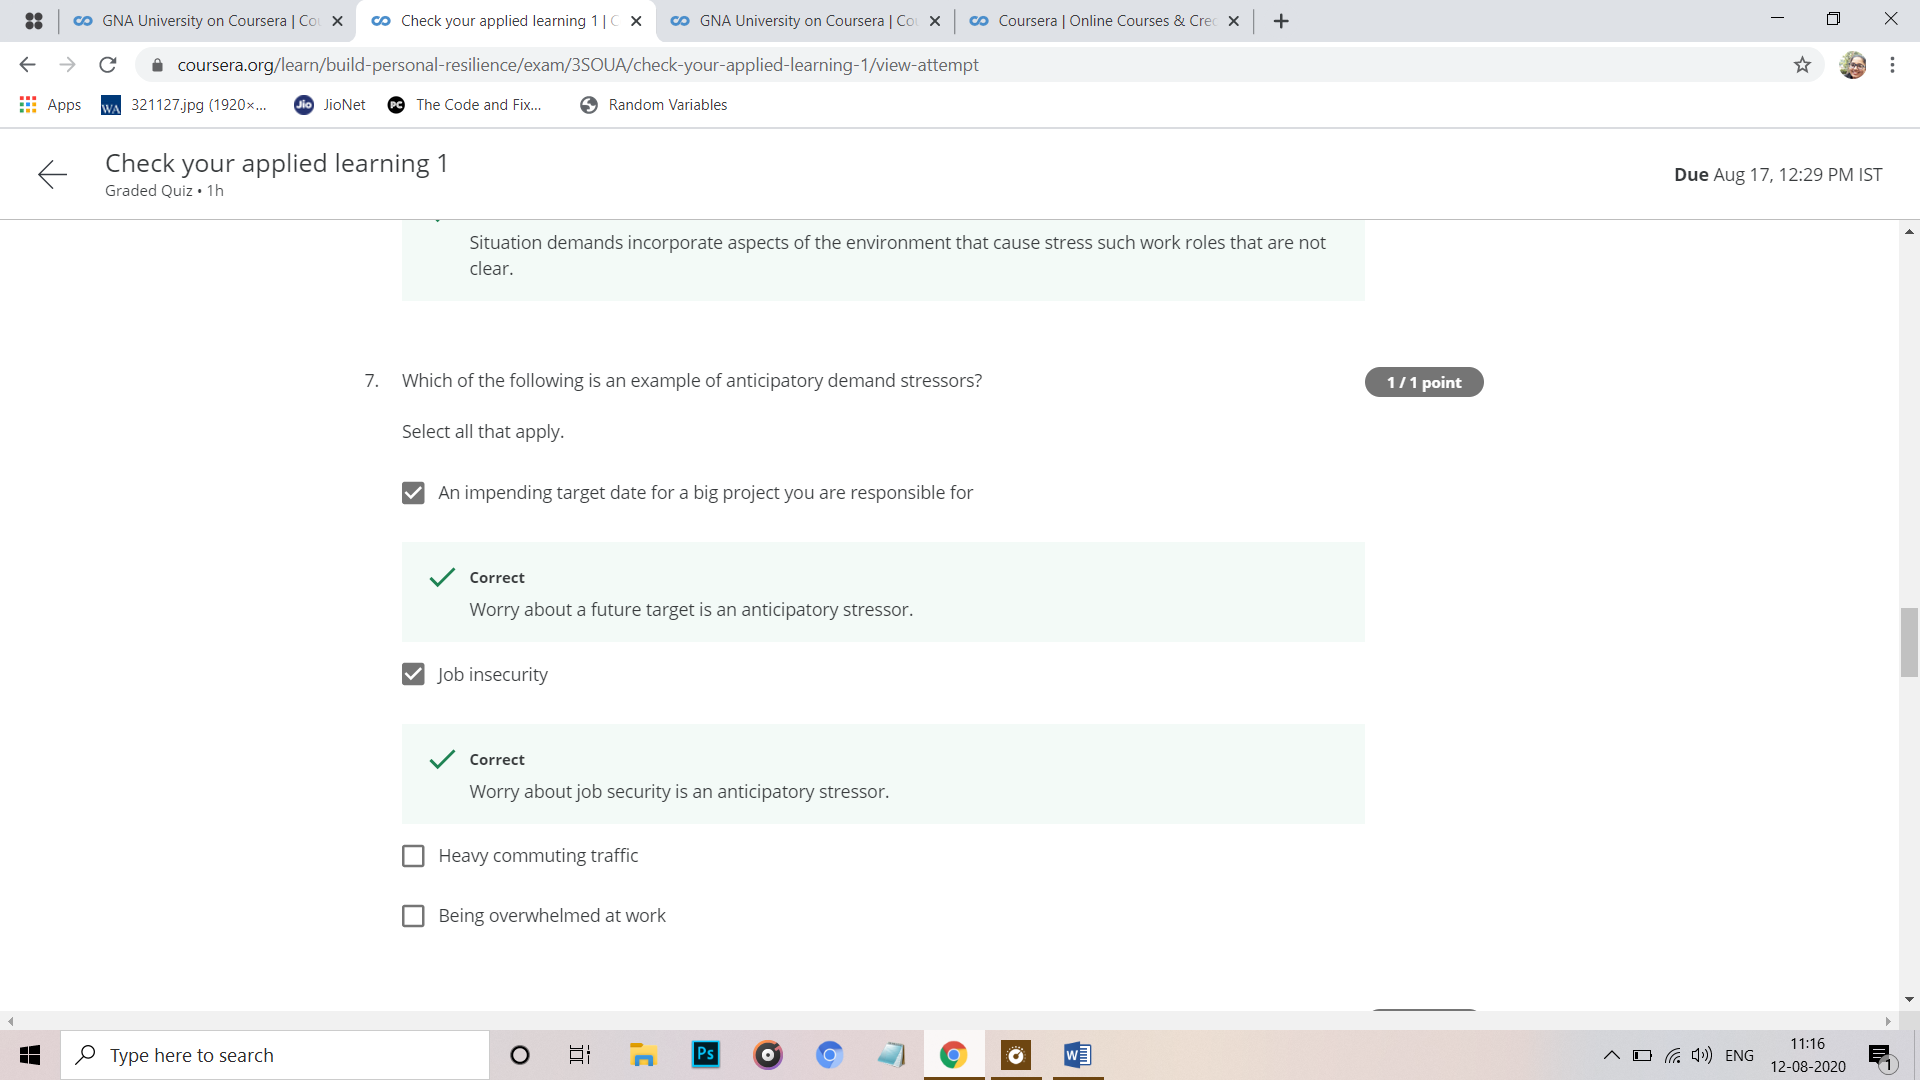 GNA University on Coursera | Co
Check your applied learning 1 | C
GNA University on Coursera | Co
Coursera | Online Courses & Cre
coursera.org/learn/build-personal-resilience/exam/3SOUA/check-your-applied-learning-1/view-attempt
Apps
WA
321127.jpg (1920×...
Jio
JioNet
PC
The Code and Fix...
Random Variables
Check your applied learning 1
Graded Quiz • 1h
Due Aug 17, 12:29 PM IST
Situation demands incorporate aspects of the environment that cause stress such work roles that are not
clear.
7. Which of the following is an example of anticipatory demand stressors?
1 / 1 point
Select all that apply.
An impending target date for a big project you are responsible for
Correct
Worry about a future target is an anticipatory stressor.
Job insecurity
Correct
Worry about job security is an anticipatory stressor.
Heavy commuting traffic
Being overwhelmed at work
Type here to search
Ps
W
ENG
11:16
12-08-2020
1